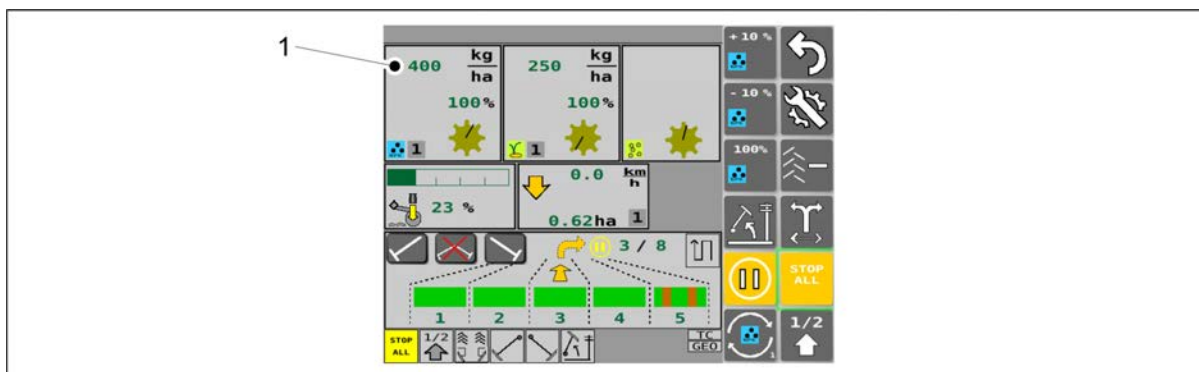 1
400 kg/ha
100%
1
250 kg/ha
100%
1
23 %
0.0 km/h
0.62ha 1
3 / 8
1 2 3 4 5
STOP ALL
1/2
TC
GEO
+10 %
- 10 %
100%
STOP ALL
1
1/2